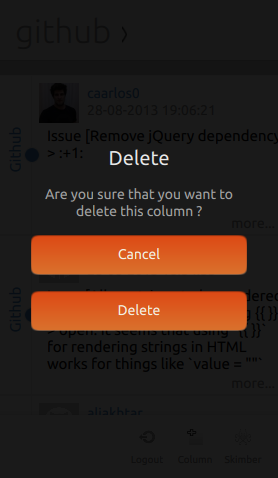 github ›
caarlos0
28-08-2013 19:06:21
Github
Issue [Remove jQuery dependency
> :+1:
Delete
Are you sure that you want to
delete this column ?
more...
Cancel
Delete
Github
{{ }}
> open. It seems that using `{{ }}`
for rendering strings in HTML
works for things like `value = ""`
more...
aliakhtar
Logout
Column